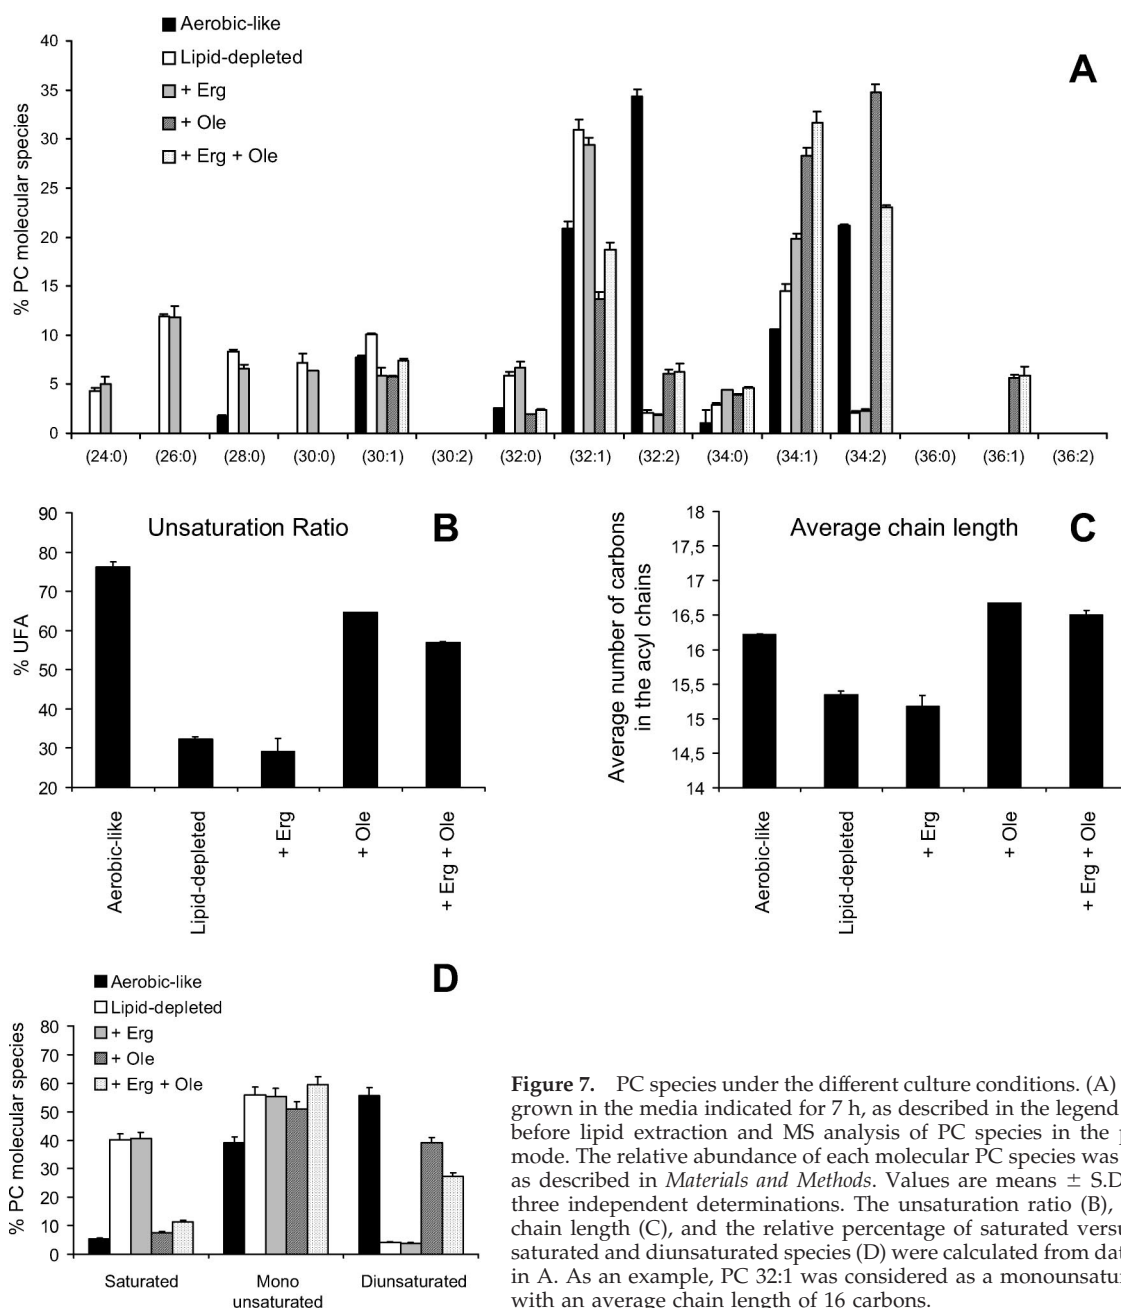 Aerobic-like
Lipid-depleted
+ Erg
+ Ole
+ Erg + Ole
A
% PC molecular species
40
35
30
25
20
15
10
5
0
(24:0) (26:0) (28:0) (30:0) (30:1) (30:2) (32:0) (32:1) (32:2) (34:0) (34:1) (34:2) (36:0) (36:1) (36:2)
Unsaturation Ratio
B
% UFA
90
80
70
60
50
40
30
20
Aerobic-like
Lipid-depleted
+ Erg
+ Ole
+ Erg + Ole
Average chain length
C
Average number of carbons
in the acyl chains
18
17,5
17
16,5
16
15,5
15
14,5
14
Aerobic-like
Lipid-depleted
+ Erg
+ Ole
+ Erg + Ole
D
Aerobic-like
Lipid-depleted
+ Erg
+ Ole
+ Erg + Ole
% PC molecular species
80
70
60
50
40
30
20
10
0
Saturated Mono Diunsaturated
unsaturated
Figure 7. PC species under the different culture conditions. (A)
grown in the media indicated for 7 h, as described in the legend
before lipid extraction and MS analysis of PC species in the
mode. The relative abundance of each molecular PC species was
as described in Materials and Methods. Values are means ± S.D
three independent determinations. The unsaturation ratio (B),
chain length (C), and the relative percentage of saturated versus
saturated and diunsaturated species (D) were calculated from dat
in A. As an example, PC 32:1 was considered as a monounsatur
with an average chain length of 16 carbons.